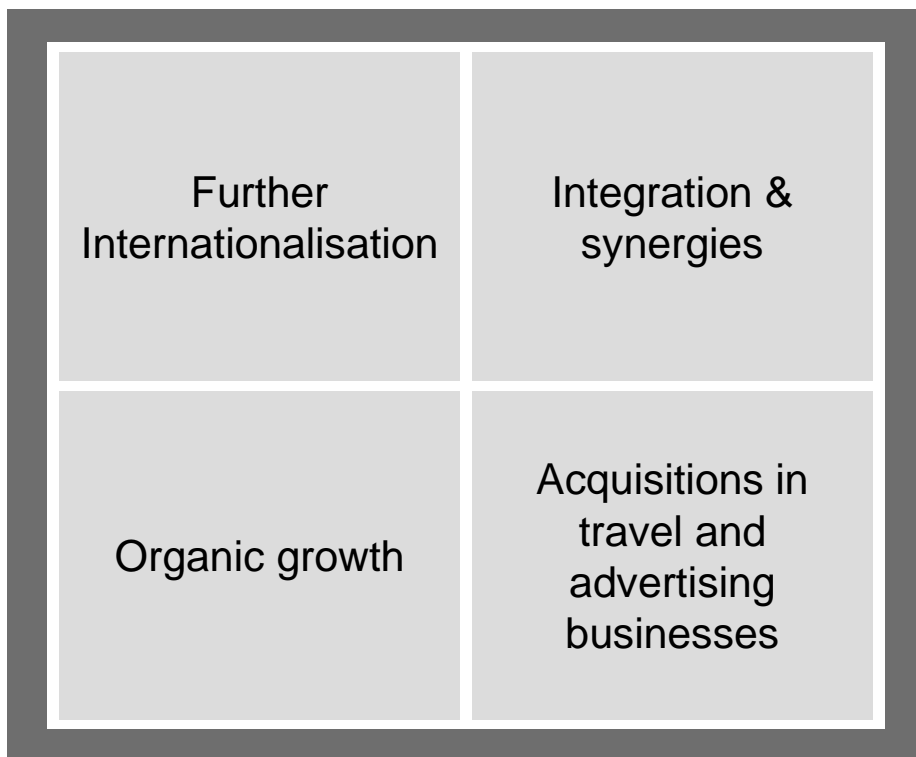 Further
Internationalisation
Integration &
synergies
Organic growth
Acquisitions in
travel and
advertising
businesses